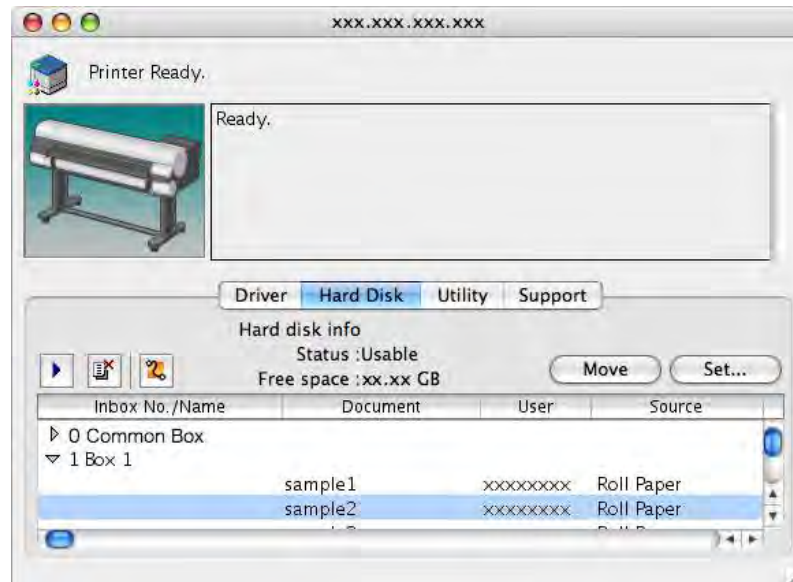 xxx.xxx.xxx.xxx
Printer Ready.
Ready.
Driver Hard Disk Utility Support
Hard disk info
Status :Usable
Free space :xx.xx GB
Move Set...
Inbox No./Name Document User Source
0 Common Box
1 Box 1
sample1 xxxxxxxx Roll Paper
sample2 xxxxxxxx Roll Paper